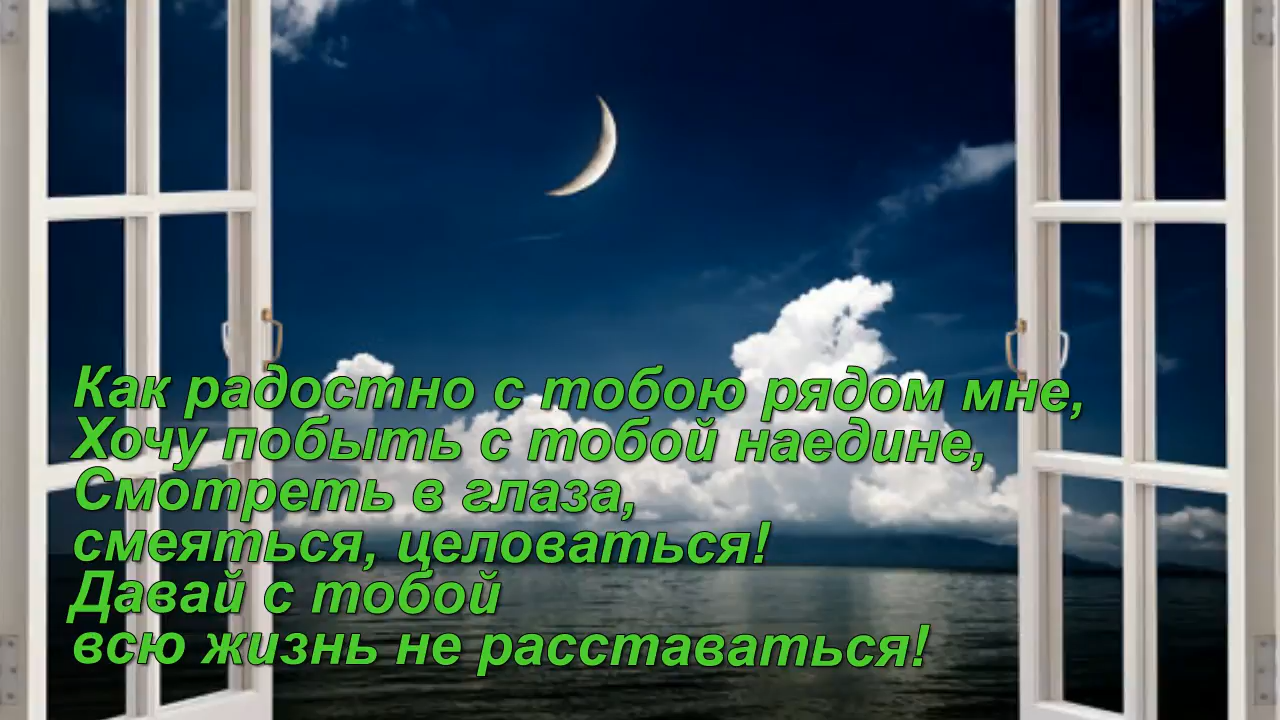 Как радостно с тобою рядом мне,
Хочу побыть с тобой наедине,
Смотреть в глаза,
смеяться, целоваться!
Давай с тобой
всю жизнь не расставаться!